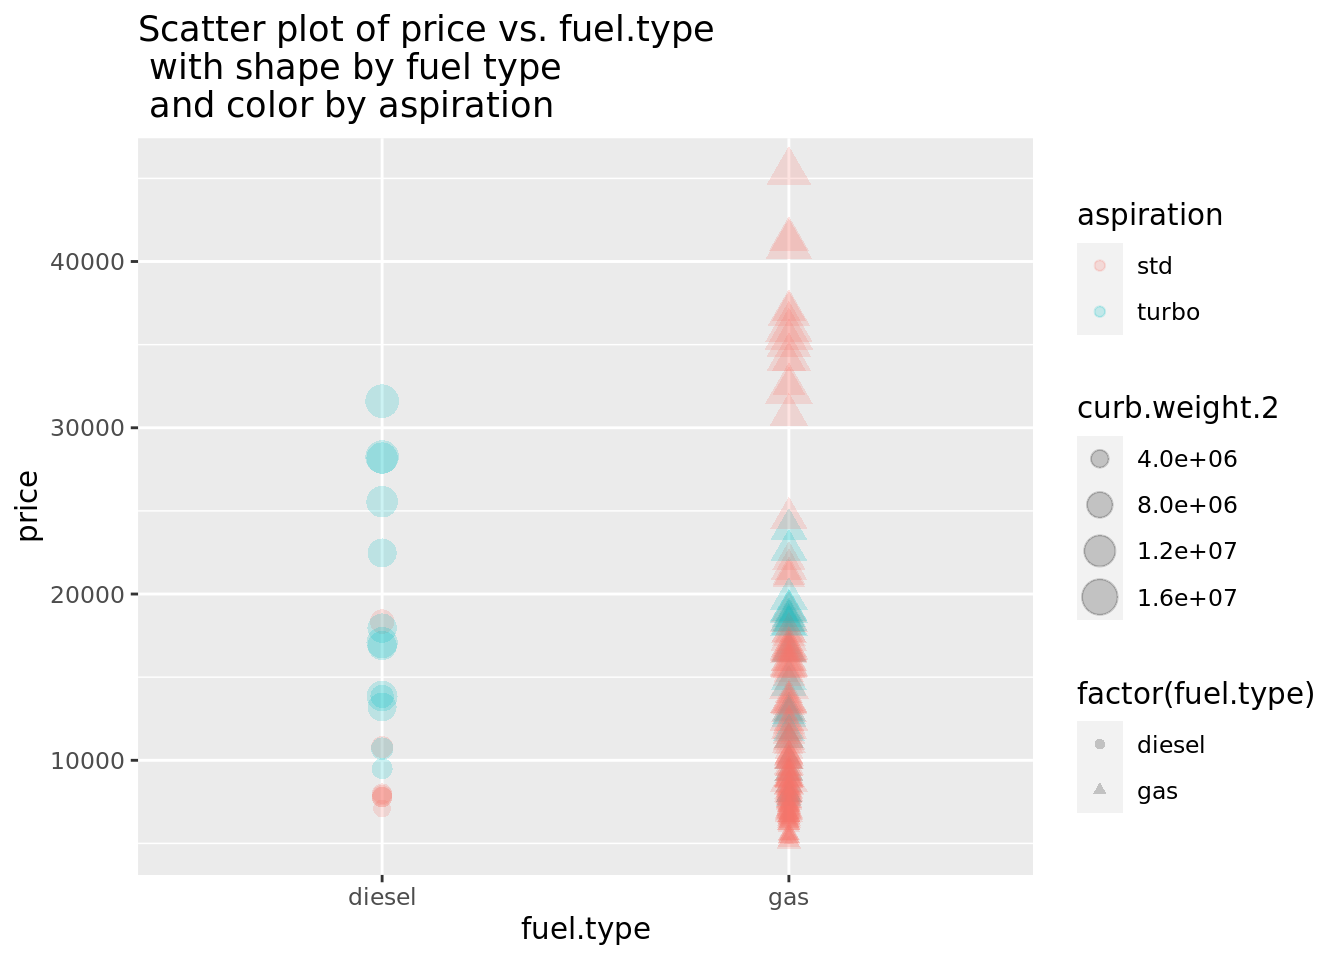 Scatter plot of price vs. fuel.type
with shape by fuel type
and color by aspiration
40000
30000
20000
10000
price
diesel
gas
fuel.type
aspiration
std
turbo
curb.weight.2
4.0e+06
8.0e+06
1.2e+07
1.6e+07
factor(fuel.type)
diesel
gas